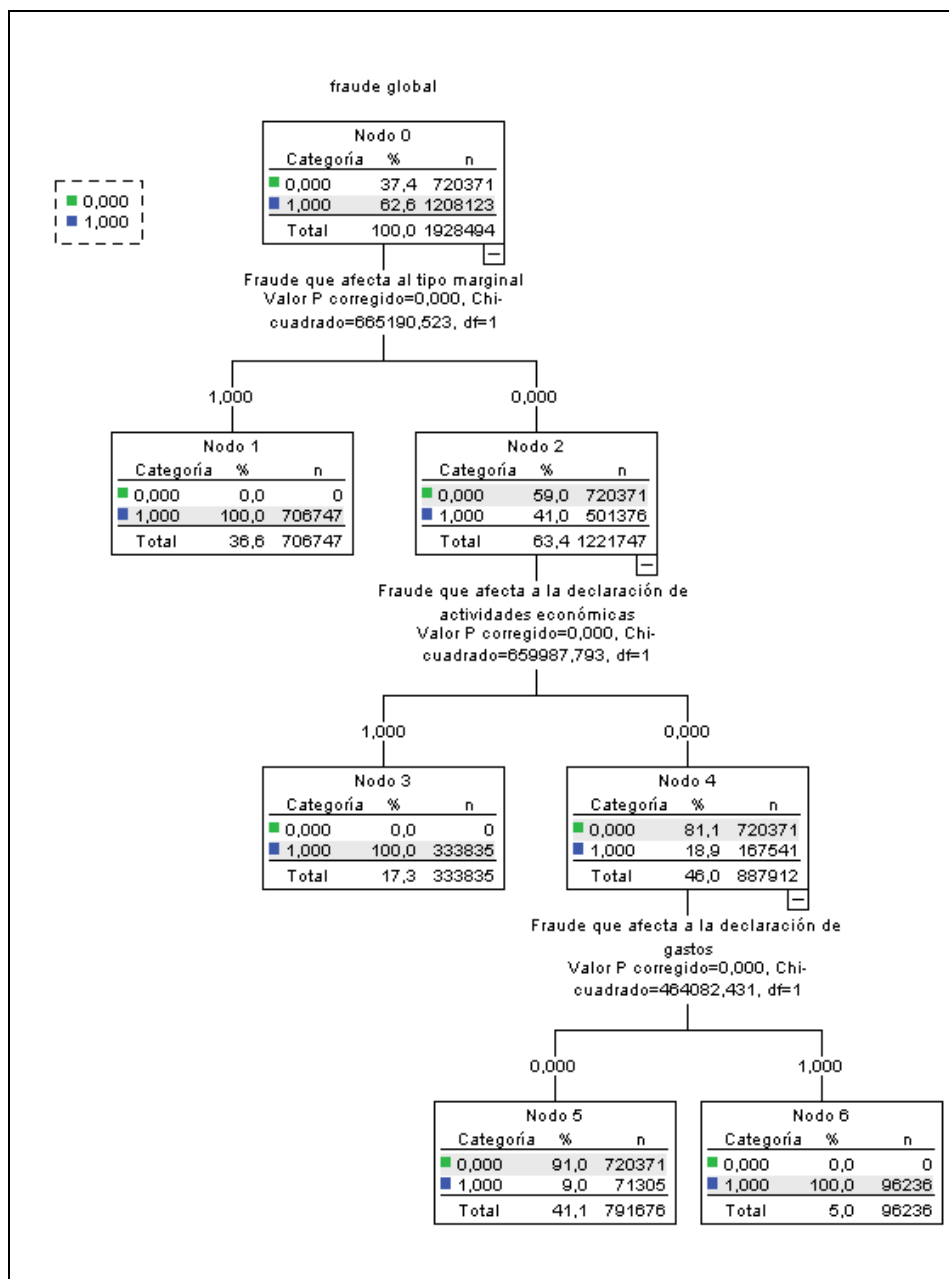 fraude global
0,000
1,000
Nodo 0
Categoría % n
0,000 37,4 720371
1,000 62,6 1208123
Total 100,0 1928494
Fraude que afecta al tipo marginal
Valor P corregido=0,000, Chi-
cuadrado=665190,523, df=1
1,000
0,000
Nodo 1
Categoría % n
0,000 0,0 0
1,000 100,0 706747
Total 36,6 706747
Nodo 2
Categoría % n
0,000 59,0 720371
1,000 41,0 501376
Total 63,4 1221747
Fraude que afecta a la declaración de
actividades económicas
Valor P corregido=0,000, Chi-
cuadrado=659987,793, df=1
1,000
0,000
Nodo 3
Categoría % n
0,000 0,0 0
1,000 100,0 333835
Total 17,3 333835
Nodo 4
Categoría % n
0,000 81,1 720371
1,000 18,9 167541
Total 46,0 887912
Fraude que afecta a la declaración de
gastos
Valor P corregido=0,000, Chi-
cuadrado=464082,431, df=1
0,000
1,000
Nodo 5
Categoría % n
0,000 91,0 720371
1,000 9,0 71305
Total 41,1 791676
Nodo 6
Categoría % n
0,000 0,0 0
1,000 100,0 96236
Total 5,0 96236